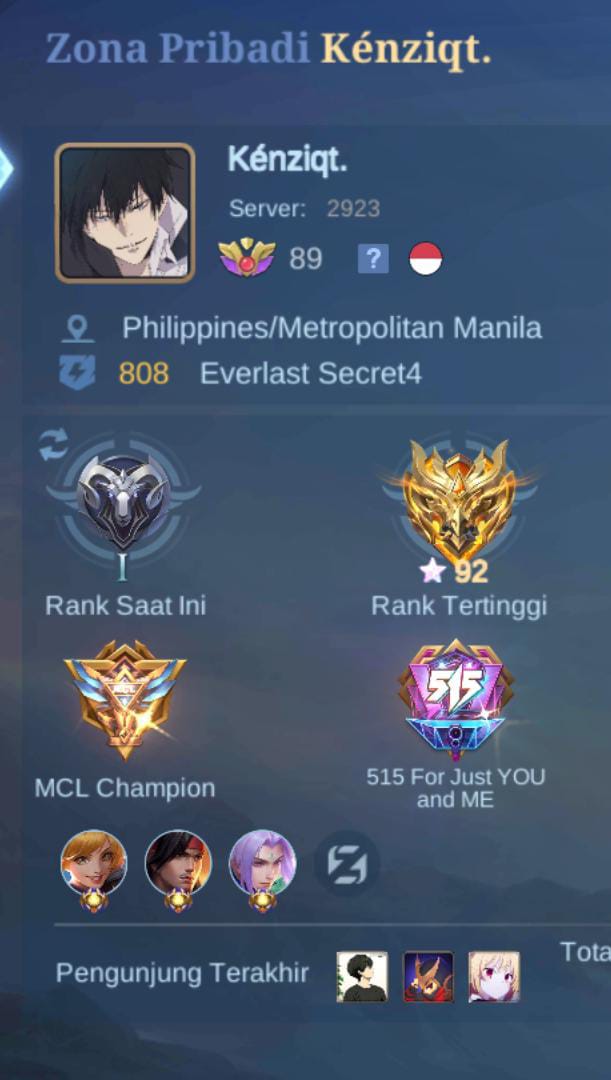 Zona Pribadi Kénziqt.
Kénziqt.
Server: 2923
89 ?
Philippines/Metropolitan Manila
808 Everlast Secret4
I
92
Rank Saat Ini
Rank Tertinggi
MCL
515
MCL Champion
515 For Just YOU
and ME
Pengunjung Terakhir
Tota